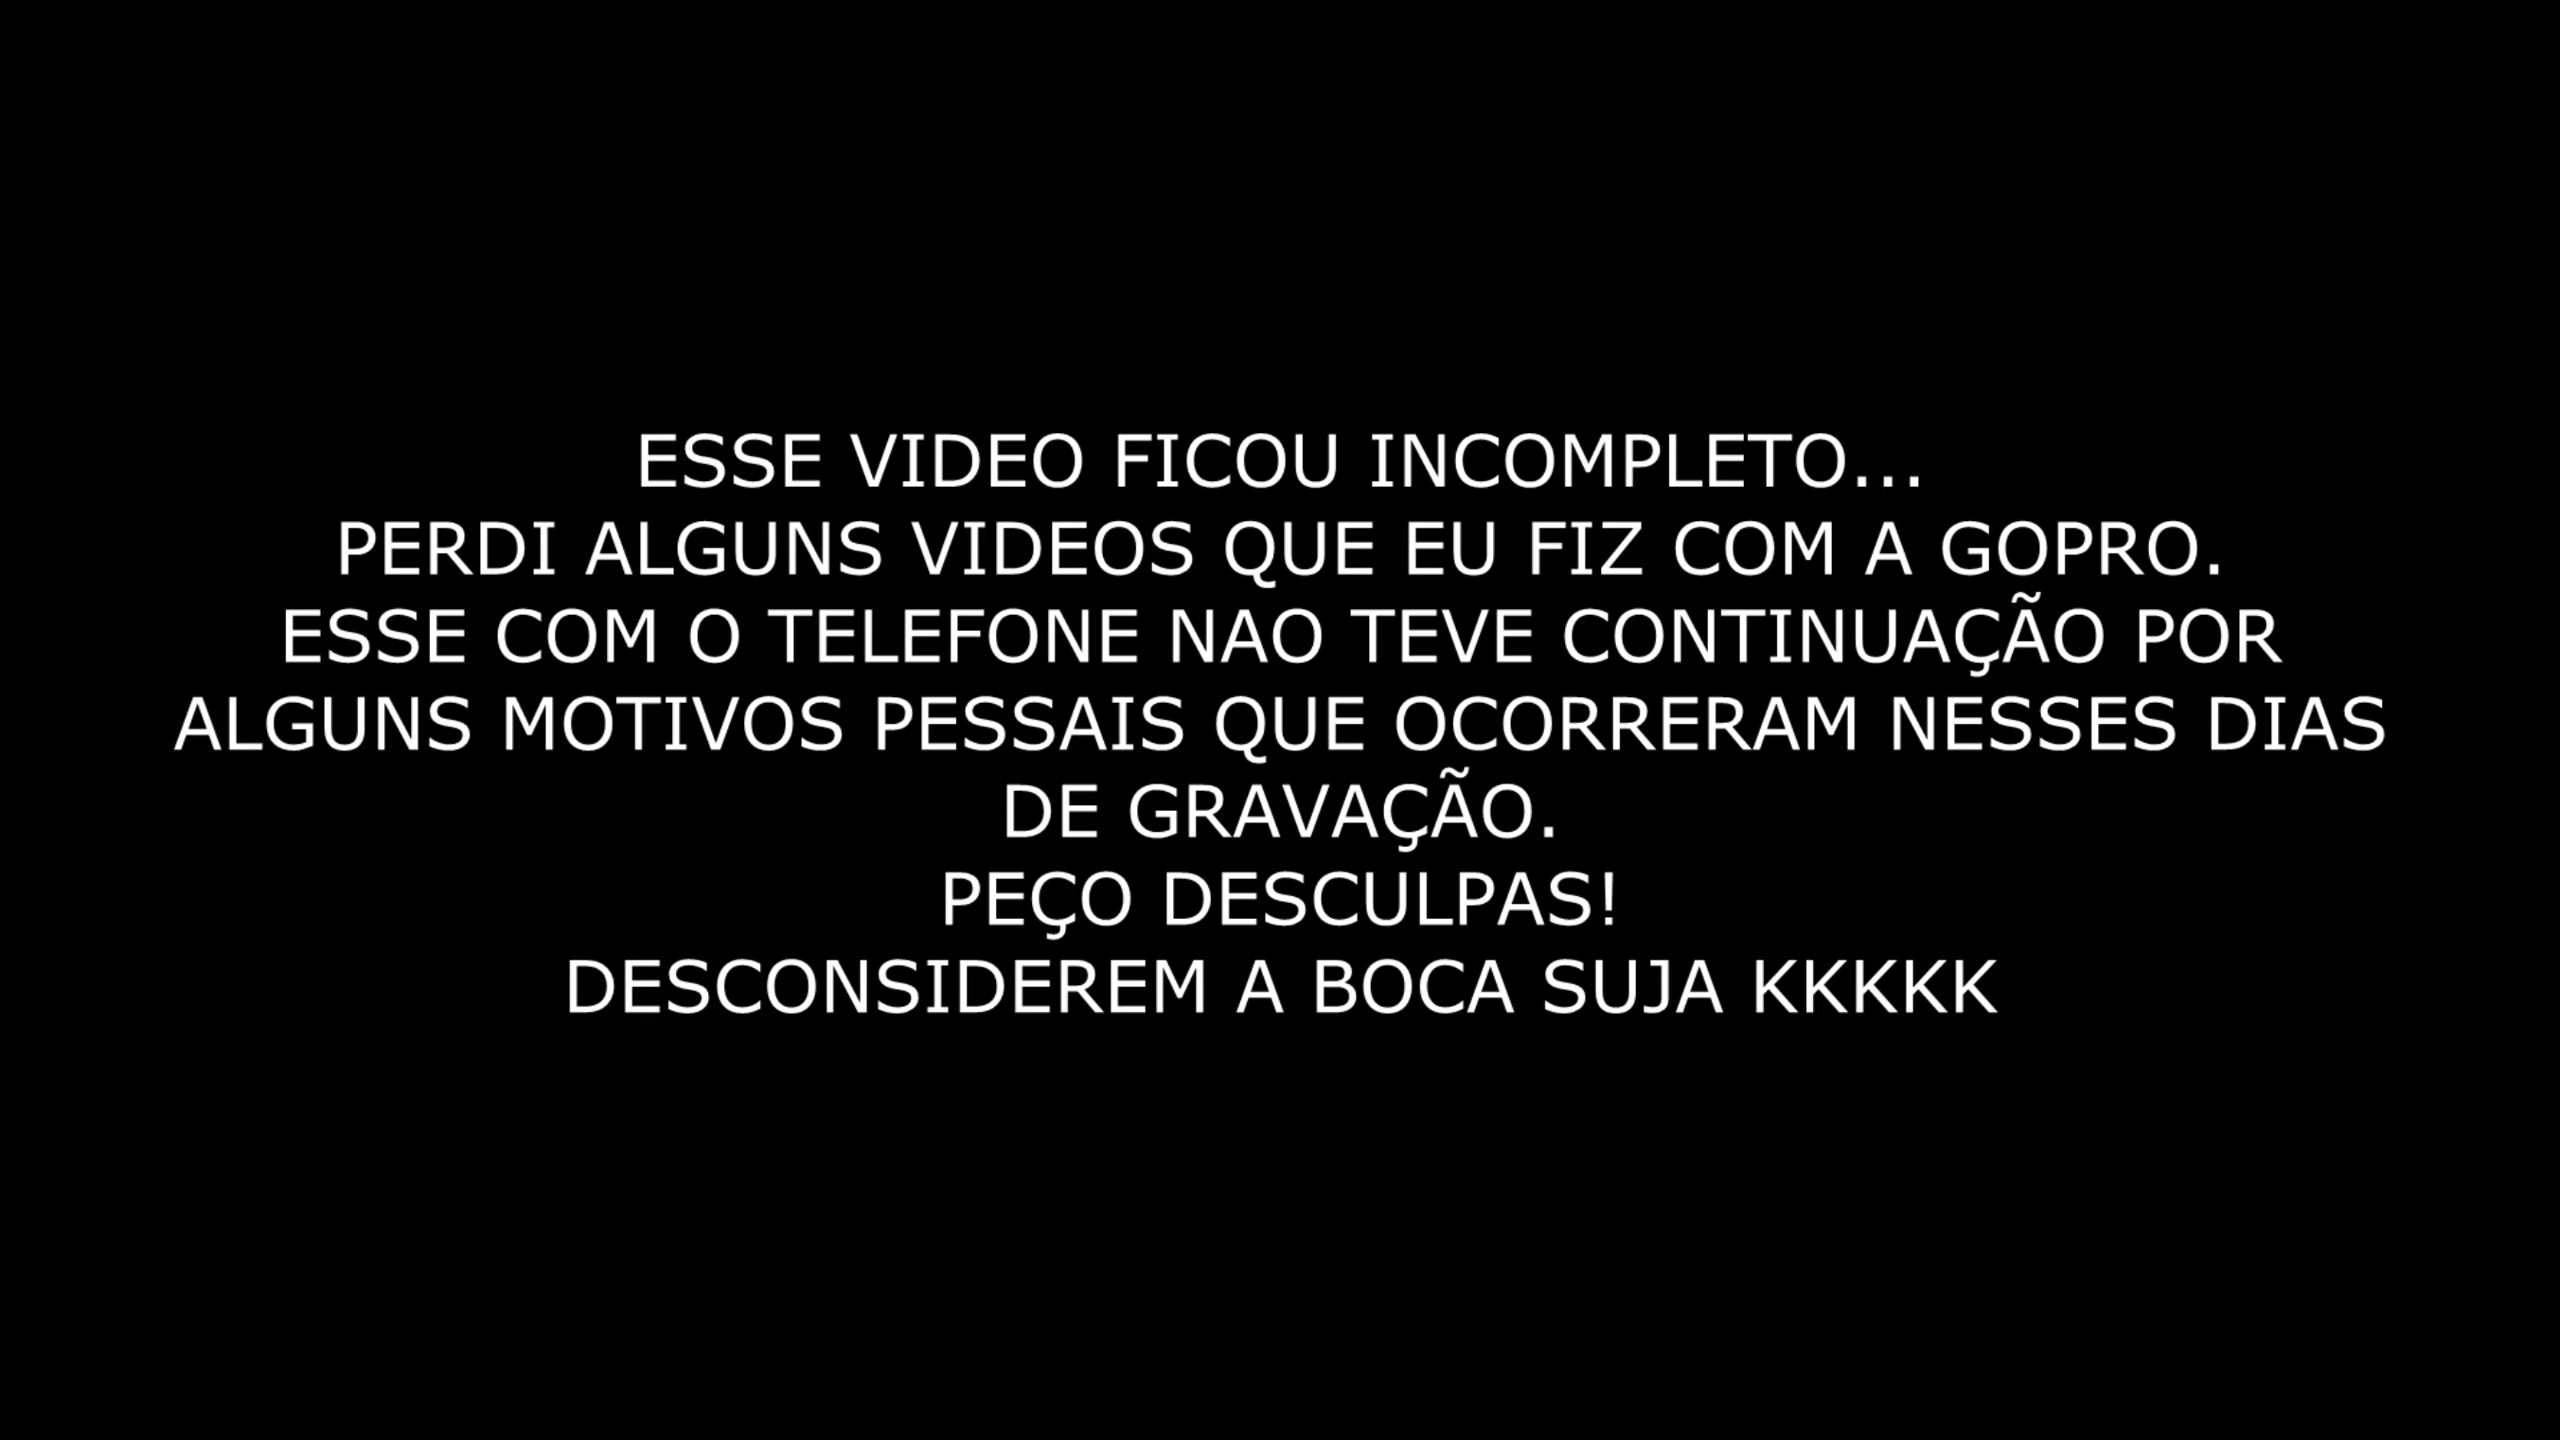 ESSE VIDEO FICOU INCOMPLETO...
PERDI ALGUNS VIDEOS QUE EU FIZ COM A GOPRO.
ESSE COM O TELEFONE NAO TEVE CONTINUAÇÃO POR
ALGUNS MOTIVOS PESSAIS QUE OCORRERAM NESSES DIAS
DE GRAVAÇÃO.
PEÇO DESCULPAS!
DESCONSIDEREM A BOCA SUJA KKKKK